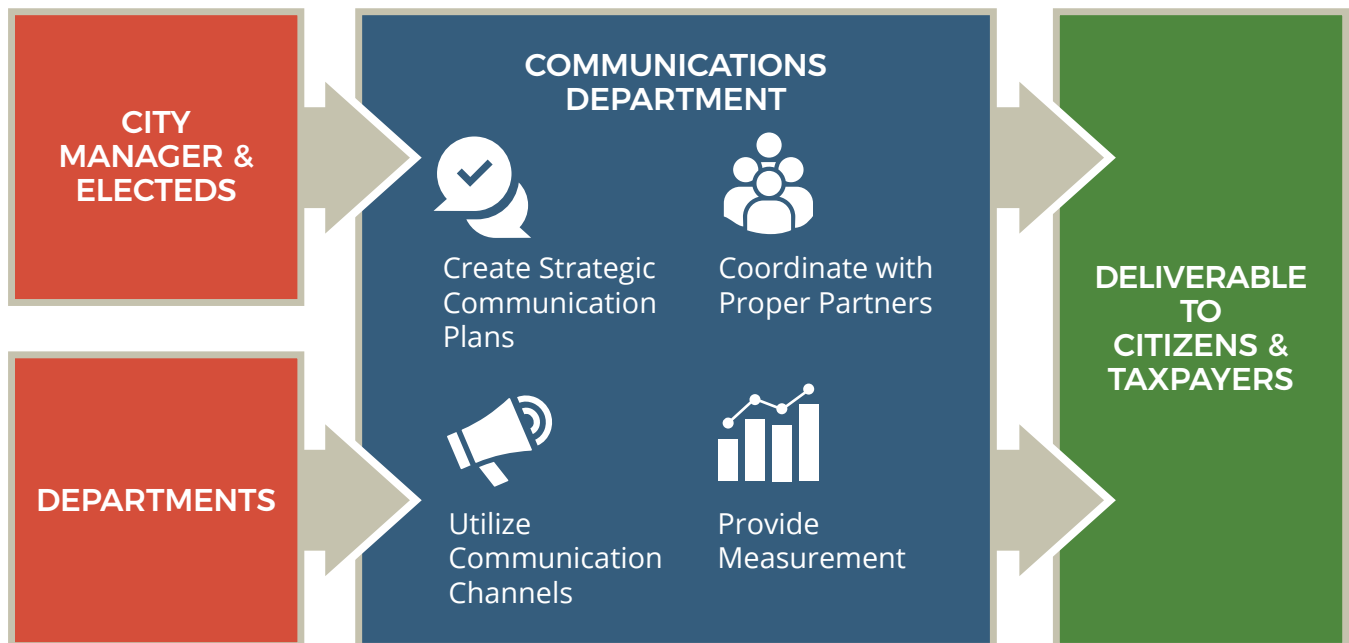 CITY
MANAGER &
ELECTEDS
DEPARTMENTS
COMMUNICATIONS
DEPARTMENT
Create Strategic
Communication
Plans
Coordinate with
Proper Partners
Utilize
Communication
Channels
Provide
Measurement
DELIVERABLE
TO
CITIZENS &
TAXPAYERS